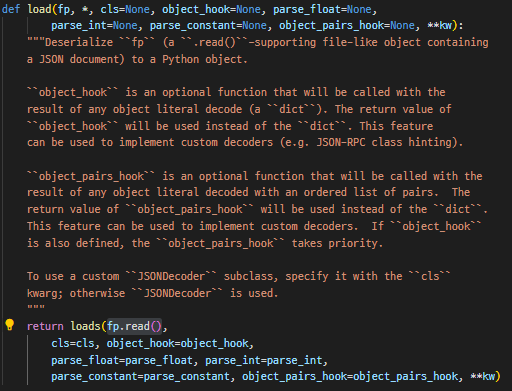 def load(fp, *, cls=None, object_hook=None, parse_float=None,
        parse_int=None, parse_constant=None, object_pairs_hook=None, **kw):
    """Deserialize ``fp`` (a ``.read()``-supporting file-like object containing
    a JSON document) to a Python object.

    ``object_hook`` is an optional function that will be called with the
    result of any object literal decode (a ``dict``). The return value of
    ``object_hook`` will be used instead of the ``dict``. This feature
    can be used to implement custom decoders (e.g. JSON-RPC class hinting).

    ``object_pairs_hook`` is an optional function that will be called with the
    result of any object literal decoded with an ordered list of pairs.  The
    return value of ``object_pairs_hook`` will be used instead of the ``dict``.
    This feature can be used to implement custom decoders.  If ``object_hook``
    is also defined, the ``object_pairs_hook`` takes priority.

    To use a custom ``JSONDecoder`` subclass, specify it with the ``cls``
    kwarg; otherwise ``JSONDecoder`` is used.
    """
    return loads(fp.read(),
        cls=cls, object_hook=object_hook,
        parse_float=parse_float, parse_int=parse_int,
        parse_constant=parse_constant, object_pairs_hook=object_pairs_hook, **kw)